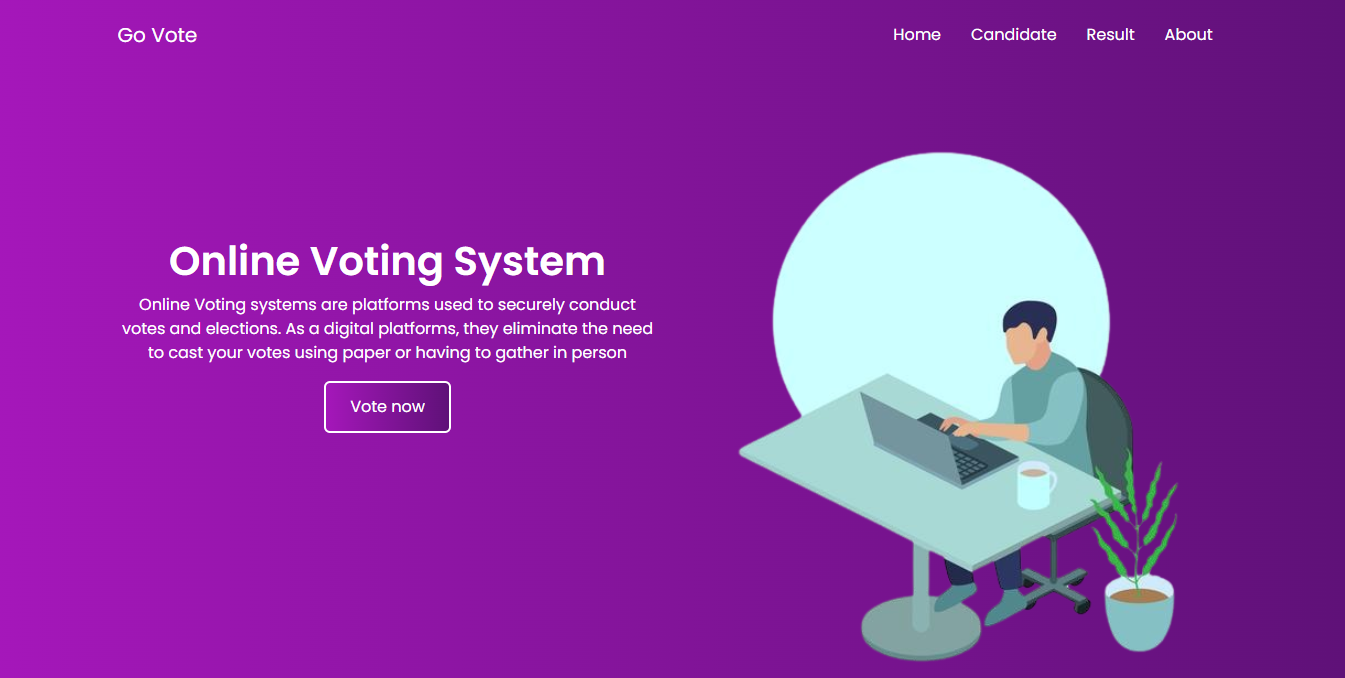 Go Vote
Home Candidate Result About
Online Voting System
Online Voting systems are platforms used to securely conduct
votes and elections. As a digital platforms, they eliminate the need
to cast your votes using paper or having to gather in person
Vote now